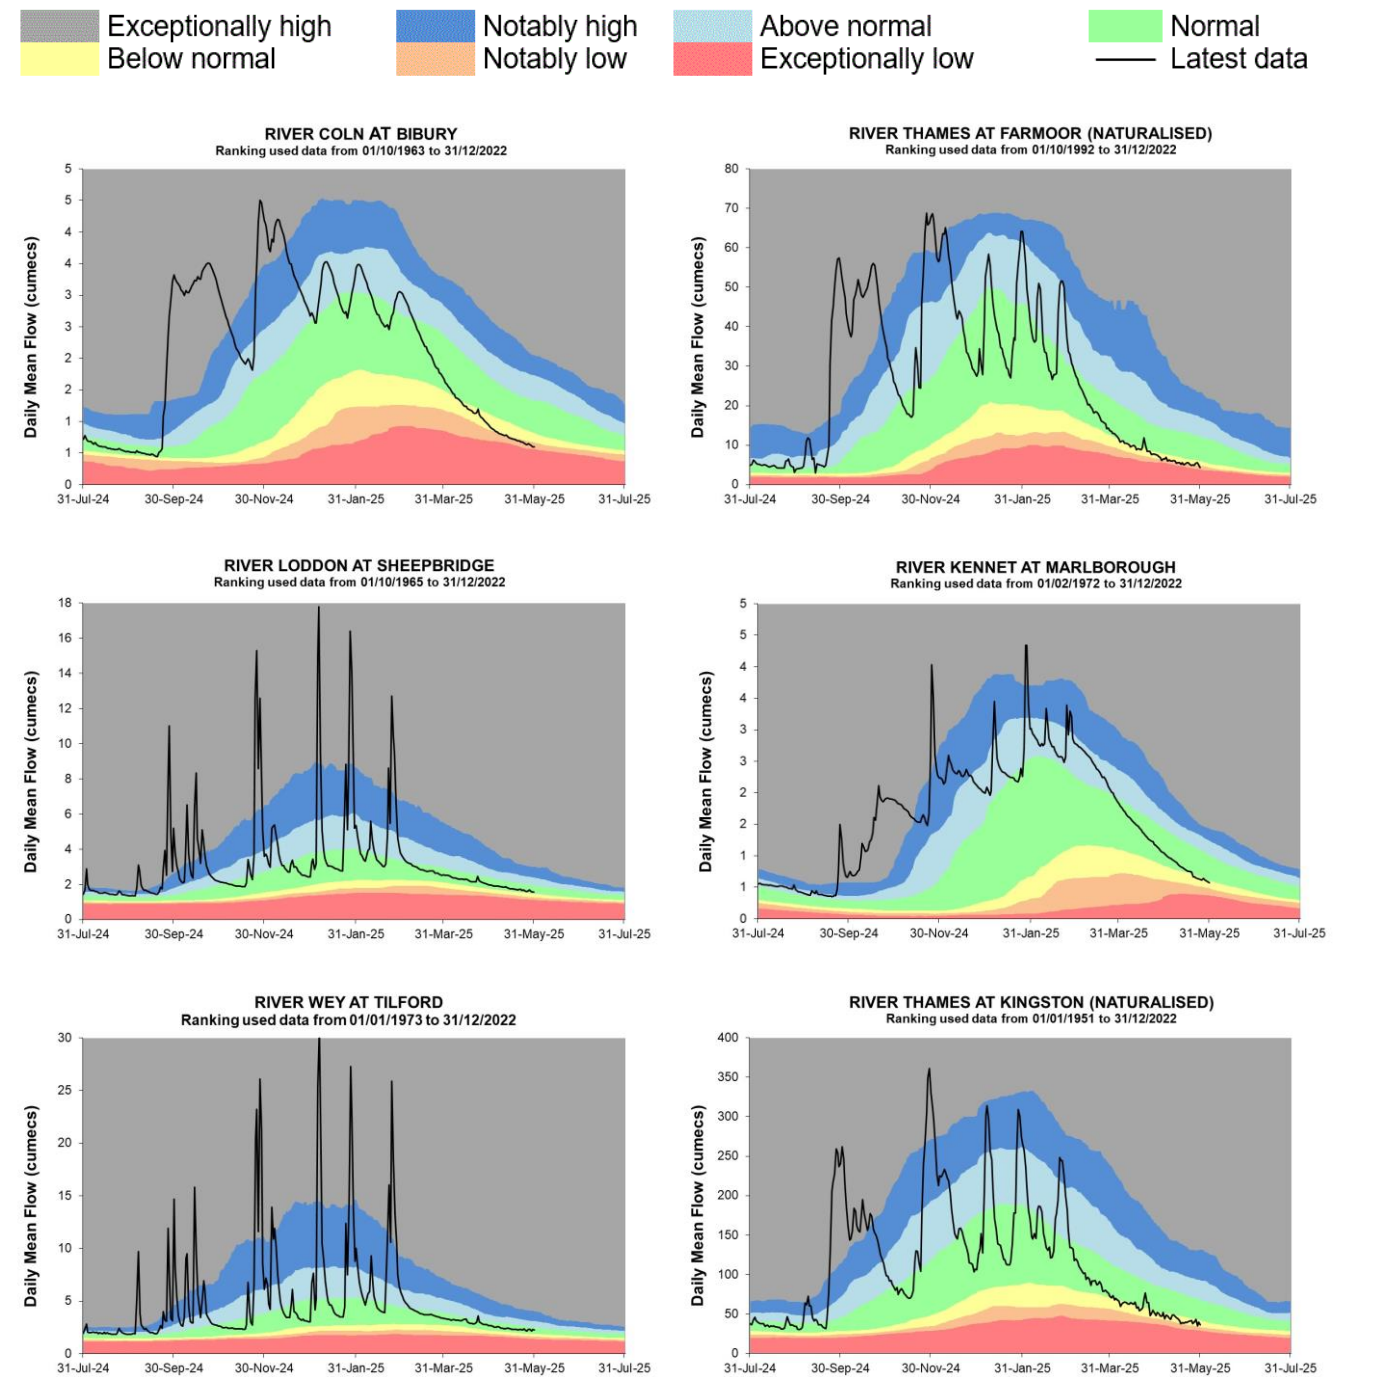 Exceptionally high Notably high Above normal Normal
Below normal Notably low Exceptionally low Latest data
RIVER COLN AT BIBURY
Ranking used data from 01/10/1963 to 31/12/2022
Daily Mean Flow (cumecs)
5
5
4
4
3
3
2
2
1
1
0
31-Jul-24 30-Sep-24 30-Nov-24 31-Jan-25 31-Mar-25 31-May-25 31-Jul-25
RIVER THAMES AT FARMOOR (NATURALISED)
Ranking used data from 01/10/1992 to 31/12/2022
Daily Mean Flow (cumecs)
80
70
60
50
40
30
20
10
0
31-Jul-24 30-Sep-24 30-Nov-24 31-Jan-25 31-Mar-25 31-May-25 31-Jul-25
RIVER LODDON AT SHEEPBRIDGE
Ranking used data from 01/10/1965 to 31/12/2022
Daily Mean Flow (cumecs)
18
16
14
12
10
8
6
4
2
0
31-Jul-24 30-Sep-24 30-Nov-24 31-Jan-25 31-Mar-25 31-May-25 31-Jul-25
RIVER KENNET AT MARLBOROUGH
Ranking used data from 01/02/1972 to 31/12/2022
Daily Mean Flow (cumecs)
5
5
4
4
3
3
2
2
1
1
0
31-Jul-24 30-Sep-24 30-Nov-24 31-Jan-25 31-Mar-25 31-May-25 31-Jul-25
RIVER WEY AT TILFORD
Ranking used data from 01/01/1973 to 31/12/2022
Daily Mean Flow (cumecs)
30
25
20
15
10
5
0
31-Jul-24 30-Sep-24 30-Nov-24 31-Jan-25 31-Mar-25 31-May-25 31-Jul-25
RIVER THAMES AT KINGSTON (NATURALISED)
Ranking used data from 01/01/1951 to 31/12/2022
Daily Mean Flow (cumecs)
400
350
300
250
200
150
100
50
0
31-Jul-24 30-Sep-24 30-Nov-24 31-Jan-25 31-Mar-25 31-May-25 31-Jul-25